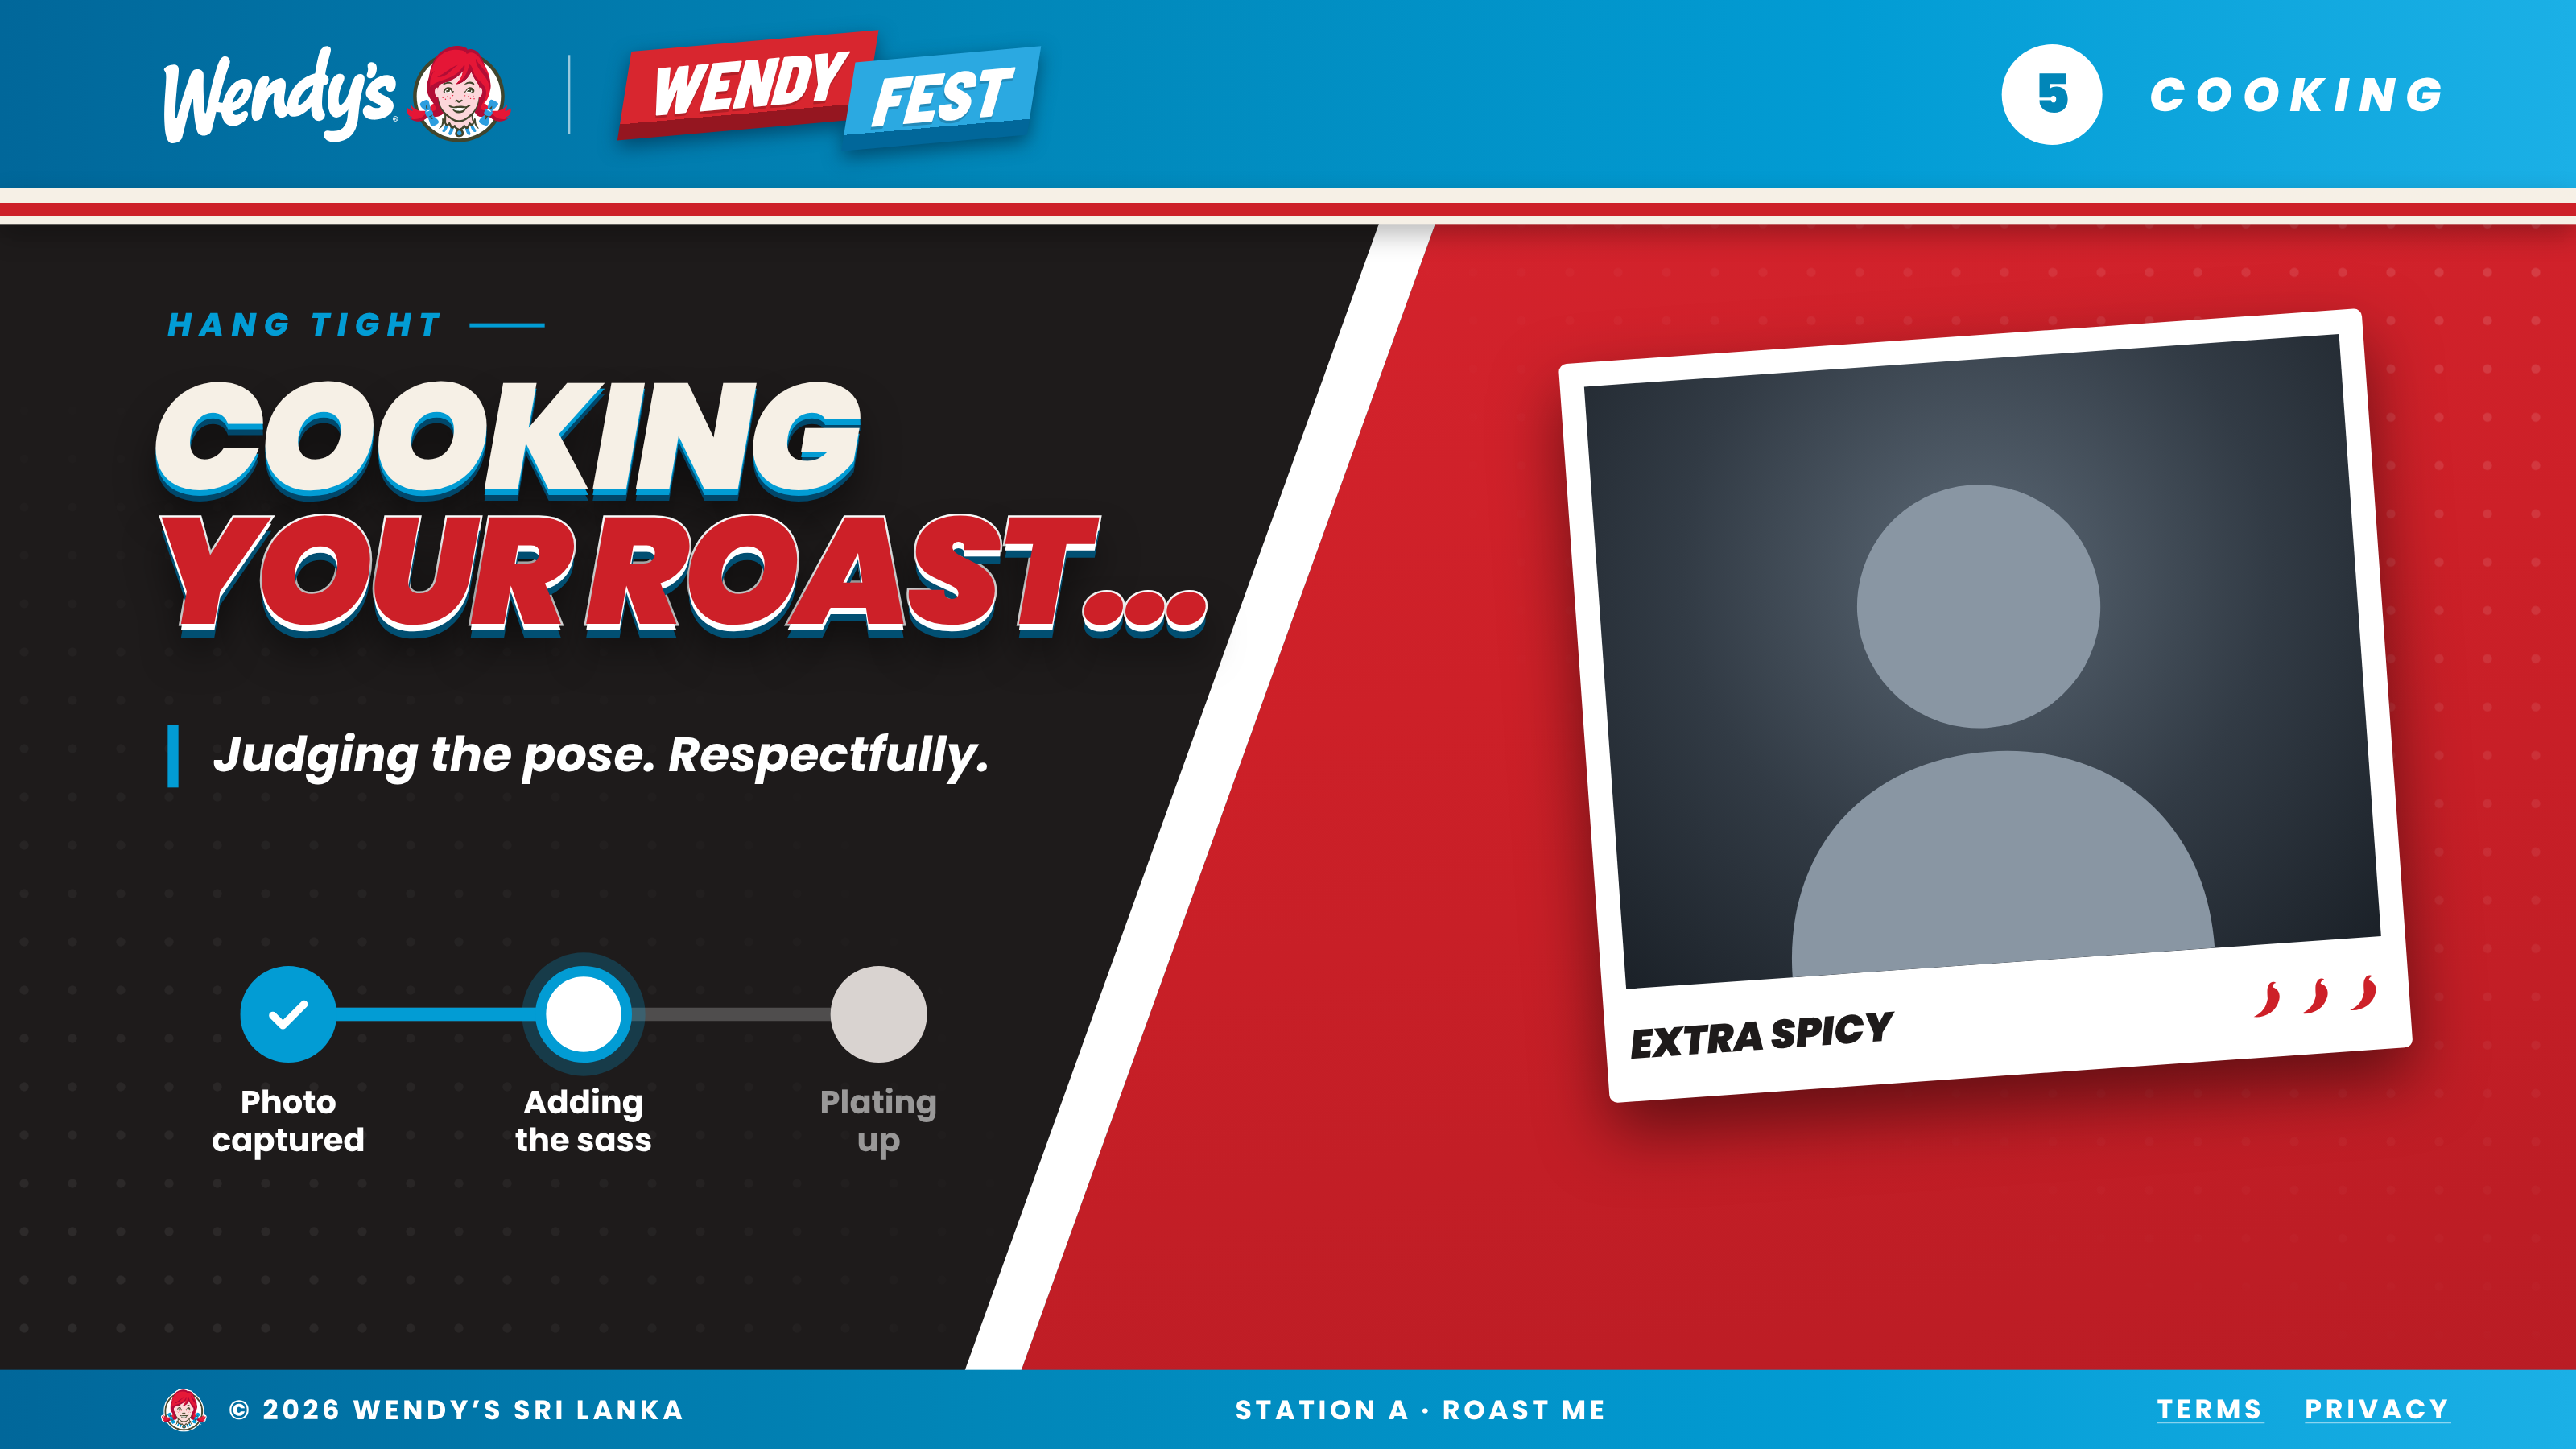 Wendy's
WENDY
FEST
5 COOKING
HANG TIGHT
COOKING
YOUR ROAST...
Judging the pose. Respectfully.
Photo
captured
Adding
the sass
Plating
up
EXTRA SPICY
© 2026 WENDY’S SRI LANKA
STATION A · ROAST ME
TERMS PRIVACY